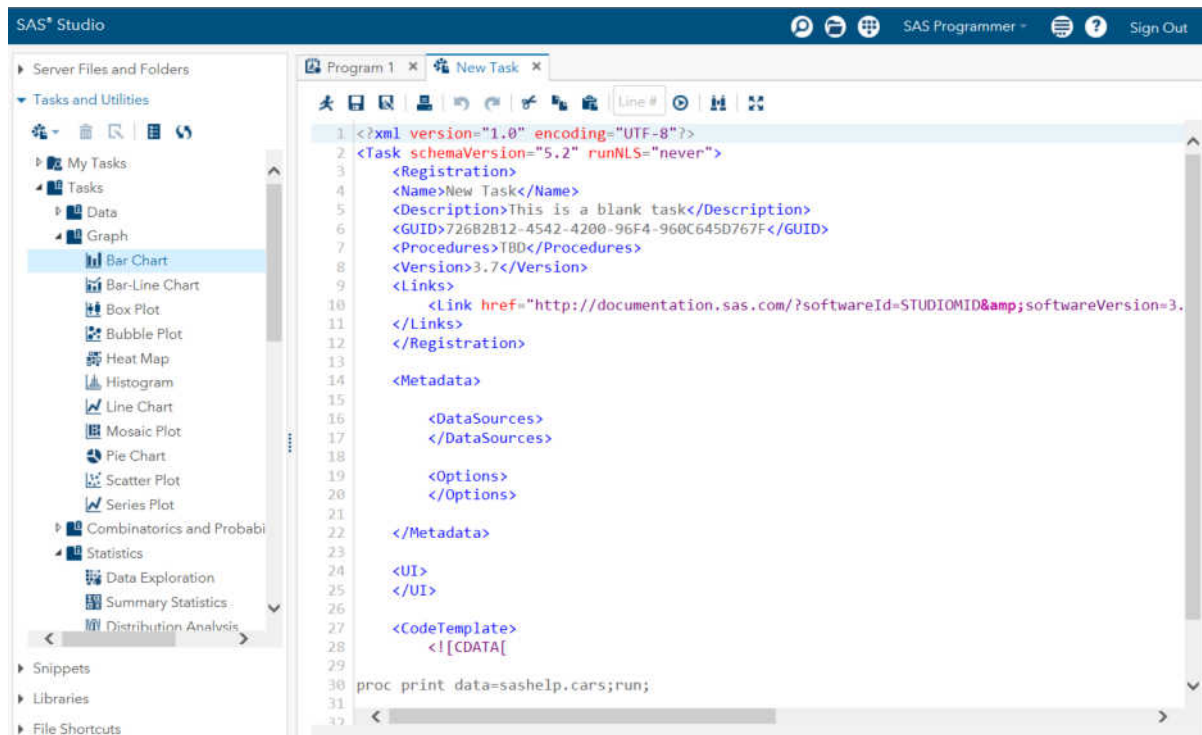 SAS® Studio
SAS Programmer
Sign Out
Server Files and Folders
Tasks and Utilities
My Tasks
Tasks
Data
Graph
Bar Chart
Bar-Line Chart
Box Plot
Bubble Plot
Heat Map
Histogram
Line Chart
Mosaic Plot
Pie Chart
Scatter Plot
Series Plot
Combinatorics and Probabi
Statistics
Data Exploration
Summary Statistics
Distribution Analysis
Snippets
Libraries
File Shortcuts
Program 1
New Task
Line #
1 <?xml version="1.0" encoding="UTF-8"?>
2 <Task schemaVersion="5.2" runNLS="never">
3 <Registration>
4 <Name>New Task</Name>
5 <Description>This is a blank task</Description>
6 <GUID>726B2B12-4542-4200-96F4-960C645D767F</GUID>
7 <Procedures>TBD</Procedures>
8 <Version>3.7</Version>
9 <Links>
10 <Link href="http://documentation.sas.com/?softwareId=STUDIOMID&amp;softwareVersion=3.
11 </Links>
12 </Registration>
13
14 <Metadata>
15
16 <DataSources>
17 </DataSources>
18
19 <Options>
20 </Options>
21
22 </Metadata>
23
24 <UI>
25 </UI>
26
27 <CodeTemplate>
28 <![CDATA[
29
30 proc print data=sashelp.cars;run;
31
32